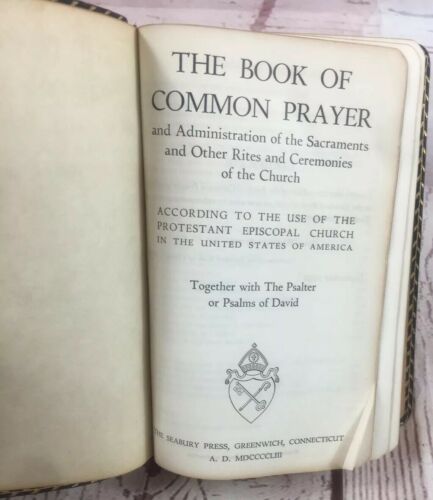 THE BOOK OF
COMMON PRAYER
and Administration of the Sacraments
and Other Rites and Ceremonies
of the Church
ACCORDING TO THE USE OF THE
PROTESTANT EPISCOPAL CHURCH
IN THE UNITED STATES OF AMERICA
Together with The Psalter
or Psalms of David
THE SEABURY PRESS, GREENWICH, CONNECTICUT
A. D. MDCCCCLIII